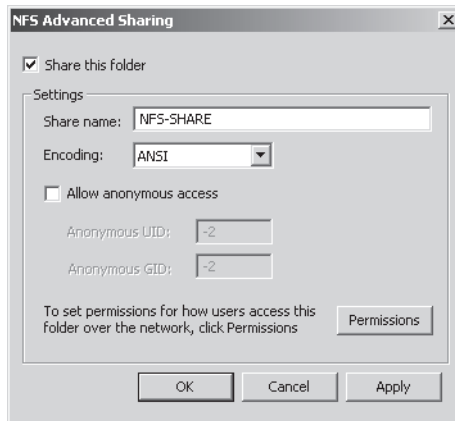 NFS Advanced Sharing
Share this folder
Settings
Share name: NFS-SHARE
Encoding: ANSI
Allow anonymous access
Anonymous UID: -2
Anonymous GID: -2
To set permissions for how users access this
folder over the network, click Permissions
Permissions
OK Cancel Apply